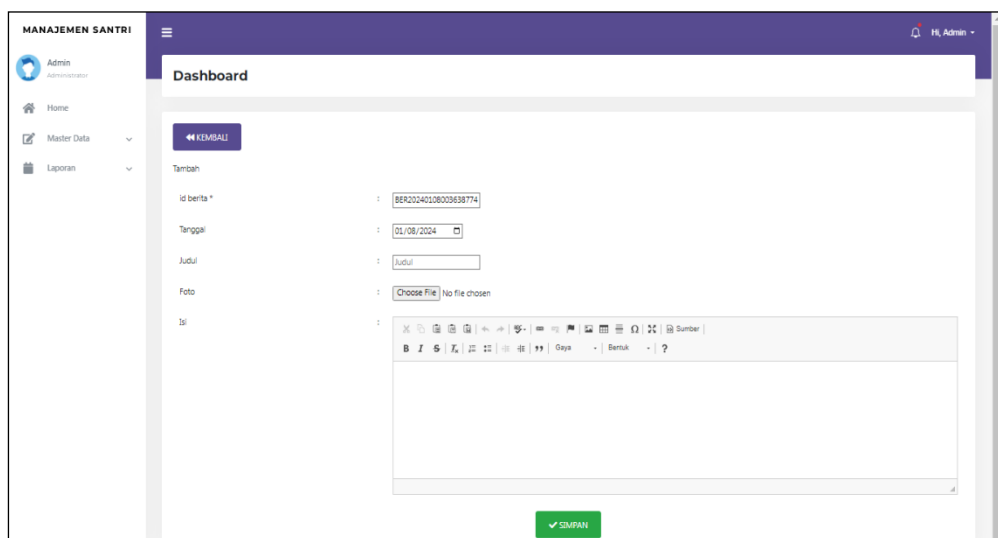 MANAJEMEN SANTRI
Hi, Admin
Admin
Administrator
Home
Master Data
Laporan
Dashboard
KEMBALI
Tambah
id berita * : BER20240108003638774
Tanggal : 01/08/2024
Judul : Judul
Foto : Choose File No file chosen
Isi :
Sumber
B I S Tx Gaya Bentuk ?
SIMPAN